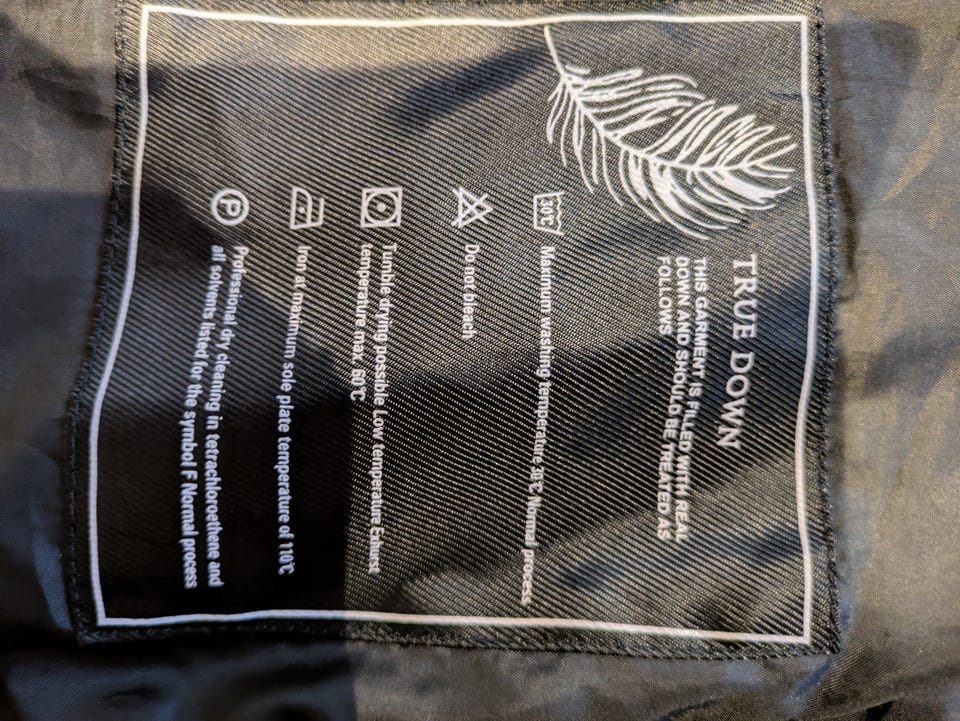 TRUE DOWN
THIS GARMENT IS FILLED WITH REAL
DOWN AND SHOULD BE TREATED AS
FOLLOWS
30℃
Maximum washing temperature 30℃ Normal process
Do not bleach
Tumble drying possible Low temperature Exhaust
temperature max. 60℃
Iron at maximum sole plate temperature of 110℃
P
Professional dry cleaning in tetrachloroethene and
all solvents listed for the symbol F Normal process